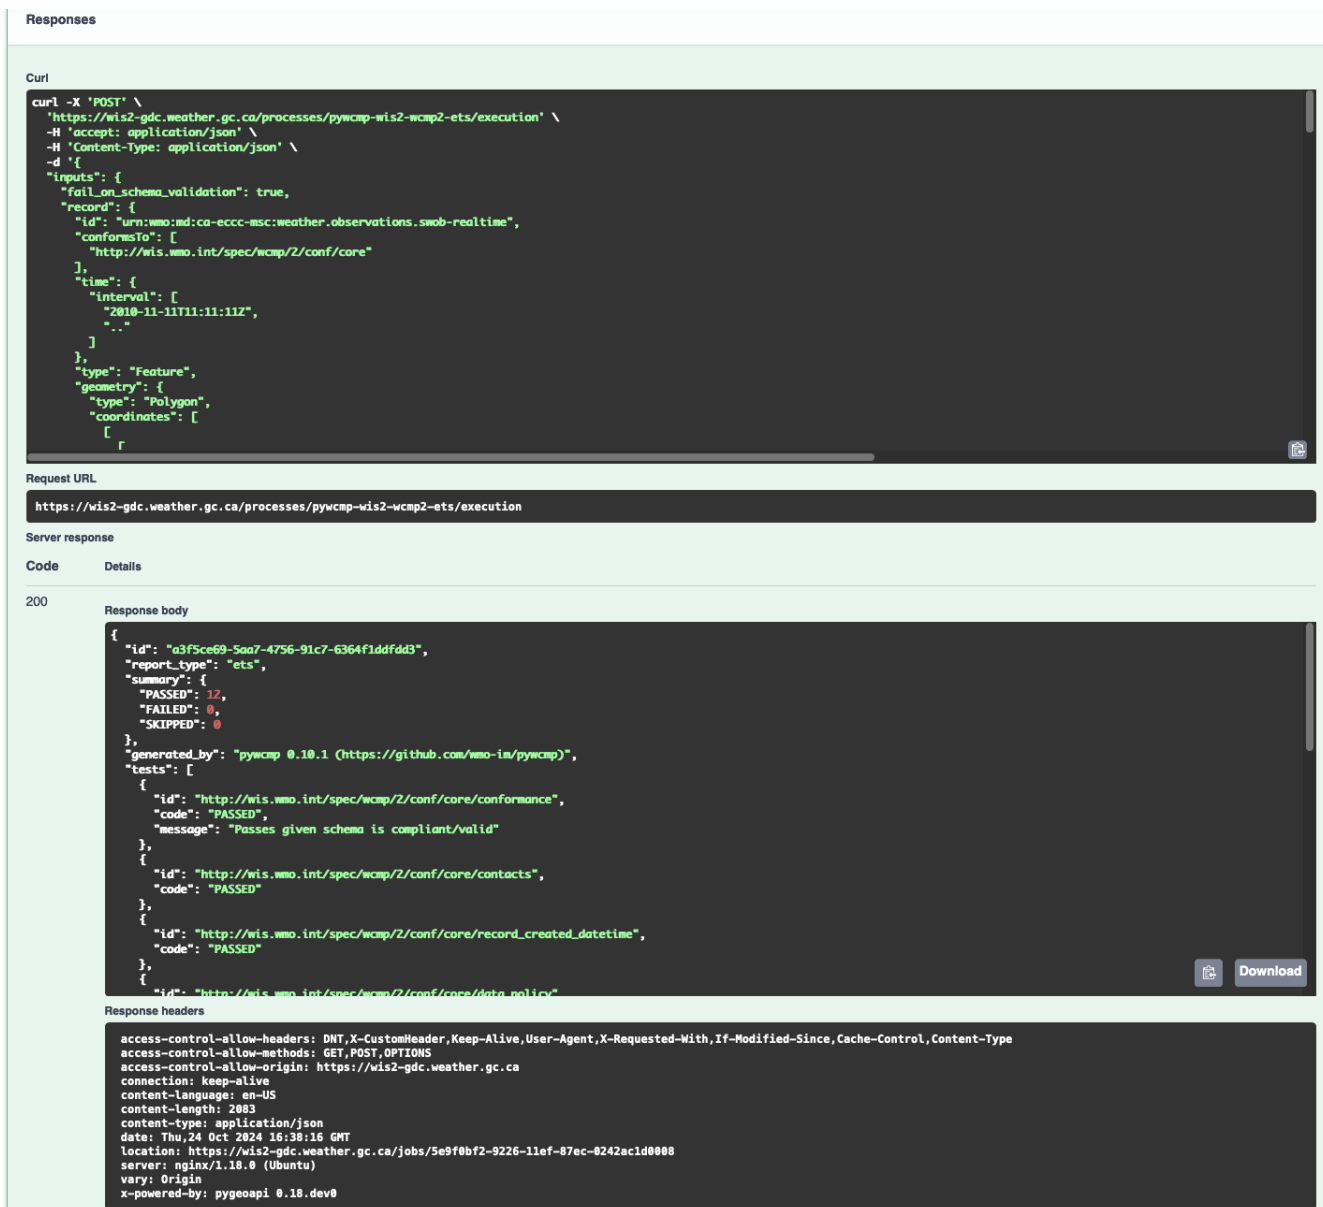 Responses
Curl
curl -X 'POST' \
  'https://wis2-gdc.weather.gc.ca/processes/pywcmp-wis2-wcmp2-ets/execution' \
  -H 'accept: application/json' \
  -H 'Content-Type: application/json' \
  -d '{
  "inputs": {
    "fail_on_schema_validation": true,
    "record": {
      "id": "urn:wmo:md:ca-eccc-msc:weather.observations.swob-realtime",
      "conformsTo": [
        "http://wis.wmo.int/spec/wcmp/2/conf/core"
      ],
      "time": {
        "interval": [
          "2010-11-11T11:11:11Z",
          ".."
        ]
      },
      "type": "Feature",
      "geometry": {
        "type": "Polygon",
        "coordinates": [
          [
            [
Request URL
https://wis2-gdc.weather.gc.ca/processes/pywcmp-wis2-wcmp2-ets/execution
Server response
Code Details
200
Response body
{
  "id": "a3f5ce69-5aa7-4756-91c7-6364f1ddfdd3",
  "report_type": "ets",
  "summary": {
    "PASSED": 12,
    "FAILED": 0,
    "SKIPPED": 0
  },
  "generated_by": "pywcmp 0.10.1 (https://github.com/wmo-im/pywcmp)",
  "tests": [
    {
      "id": "http://wis.wmo.int/spec/wcmp/2/conf/core/conformance",
      "code": "PASSED",
      "message": "Passes given schema is compliant/valid"
    },
    {
      "id": "http://wis.wmo.int/spec/wcmp/2/conf/core/contacts",
      "code": "PASSED"
    },
    {
      "id": "http://wis.wmo.int/spec/wcmp/2/conf/core/record_created_datetime",
      "code": "PASSED"
    },
    {
      "id": "http://wis.wmo.int/spec/wcmp/2/conf/core/data_policy"
Download
Response headers
access-control-allow-headers: DNT,X-CustomHeader,Keep-Alive,User-Agent,X-Requested-With,If-Modified-Since,Cache-Control,Content-Type
access-control-allow-methods: GET,POST,OPTIONS
access-control-allow-origin: https://wis2-gdc.weather.gc.ca
connection: keep-alive
content-language: en-US
content-length: 2083
content-type: application/json
date: Thu,24 Oct 2024 16:38:16 GMT
location: https://wis2-gdc.weather.gc.ca/jobs/5e9f0bf2-9226-11ef-87ec-0242ac1d0008
server: nginx/1.18.0 (Ubuntu)
vary: Origin
x-powered-by: pygeoapi 0.18.dev0